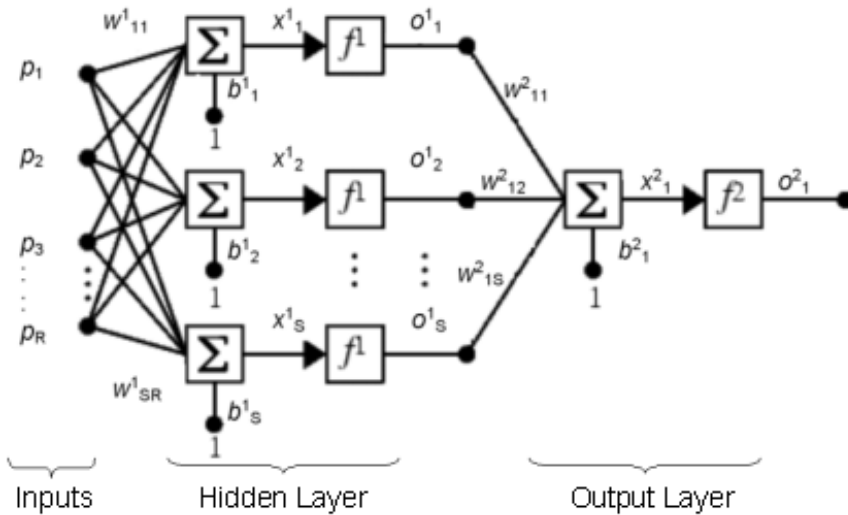 w¹₁₁ x¹₁ o¹₁
Σ f¹
p₁ b¹₁ w²₁₁
1
p₂ x¹₂ o¹₂ w²₁₂ x²₁ o²₁
Σ f¹ Σ f²
p₃ b¹₂ b²₁
1 w²₁S 1
pR x¹S o¹S
Σ f¹
w¹SR b¹S
1
Inputs Hidden Layer Output Layer